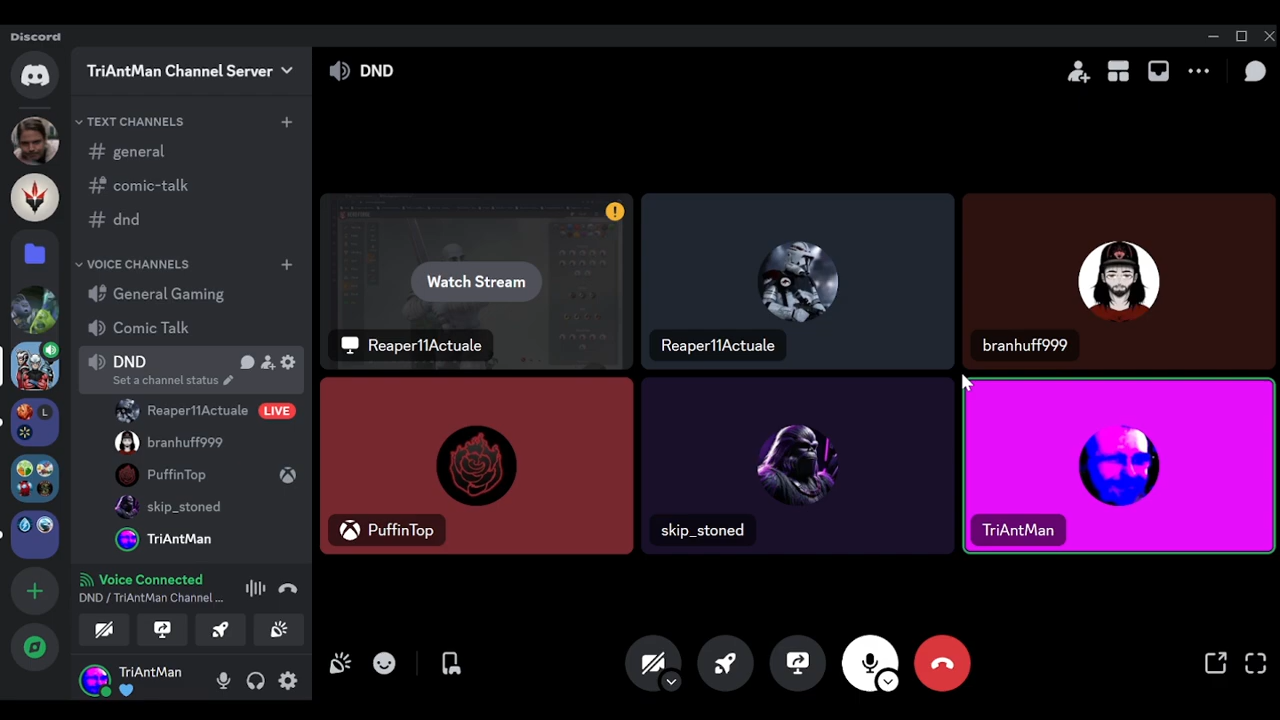 Discord
TriAntMan Channel Server
TEXT CHANNELS
general
comic-talk
dnd
VOICE CHANNELS
General Gaming
Comic Talk
DND
Set a channel status
Reaper11Actuale LIVE
branhuff999
PuffinTop
skip_stoned
TriAntMan
Voice Connected
DND / TriAntMan Channel ...
TriAntMan
DND
Watch Stream
Reaper11Actuale
Reaper11Actuale
branhuff999
PuffinTop
skip_stoned
TriAntMan
L